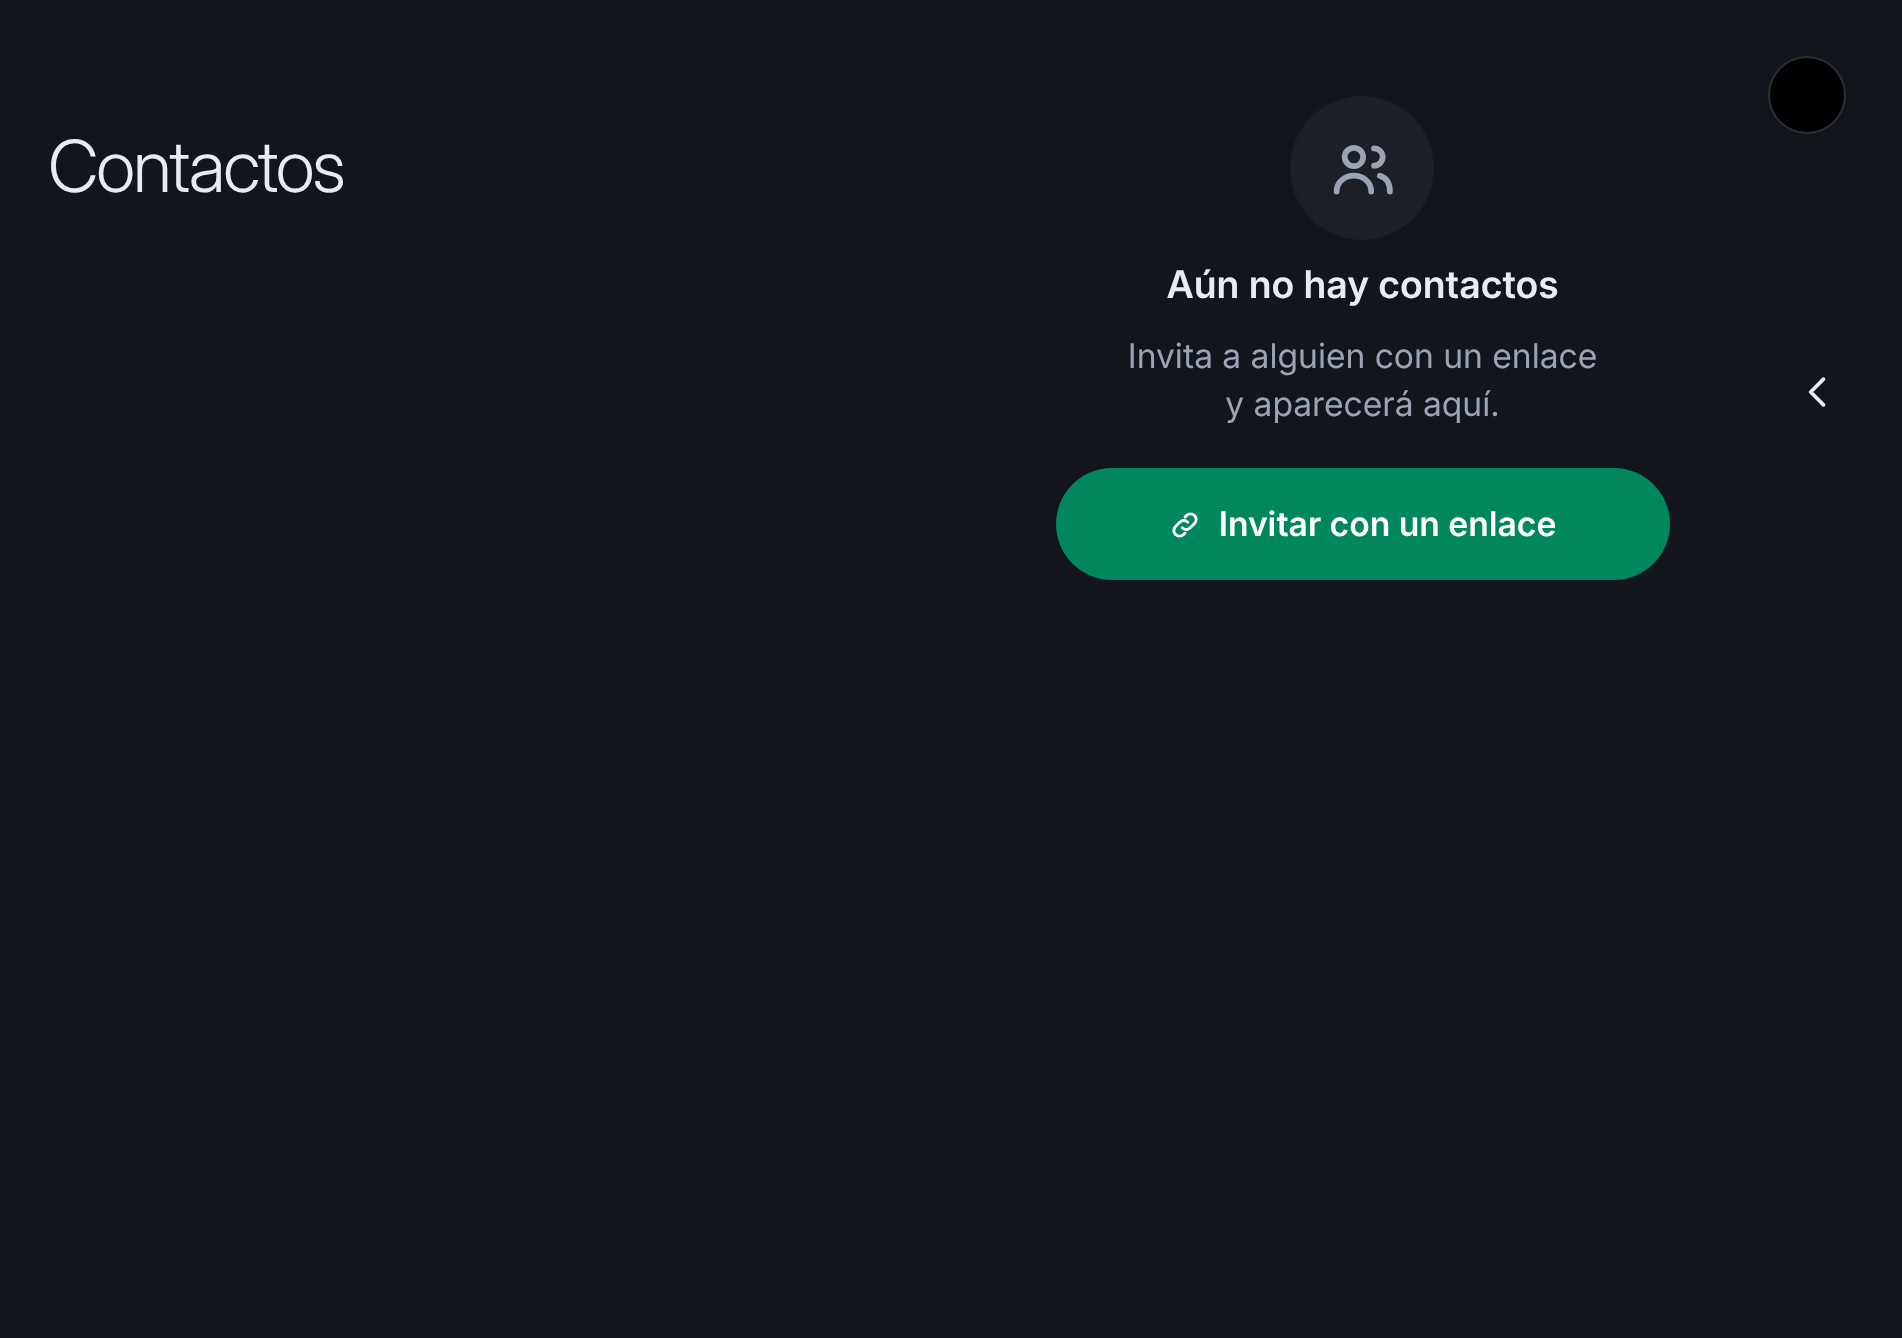 Contactos
Aún no hay contactos
Invita a alguien con un enlace
y aparecerá aquí.
Invitar con un enlace